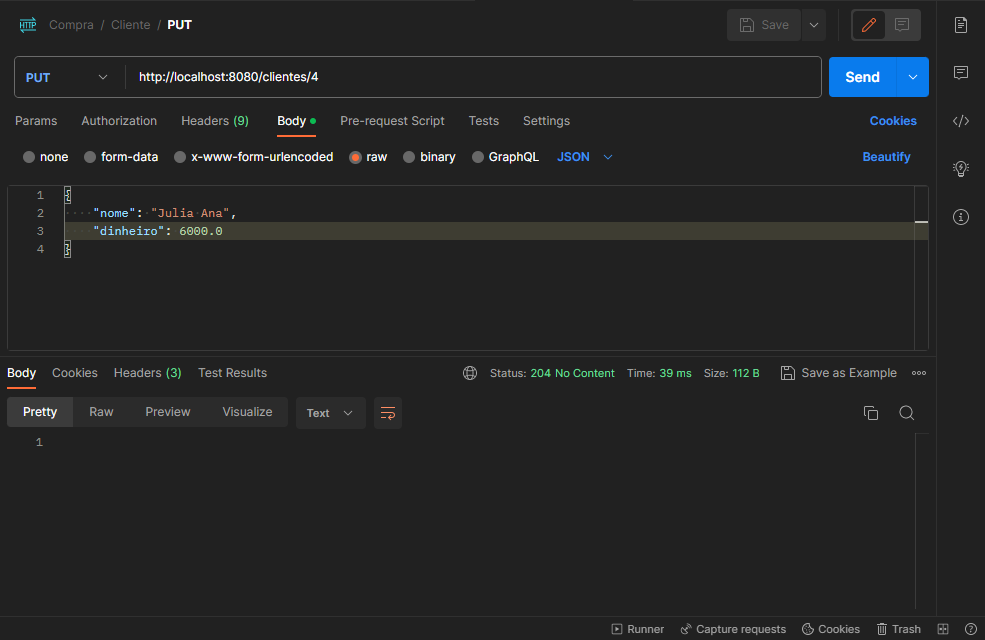 HTTP Compra / Cliente / PUT Save
PUT http://localhost:8080/clientes/4 Send
Params Authorization Headers (9) Body Pre-request Script Tests Settings Cookies
none form-data x-www-form-urlencoded raw binary GraphQL JSON Beautify
1 {
2 "nome": "Julia Ana",
3 "dinheiro": 6000.0
4 }
Body Cookies Headers (3) Test Results Status: 204 No Content Time: 39 ms Size: 112 B Save as Example
Pretty Raw Preview Visualize Text
1
Runner Capture requests Cookies Trash